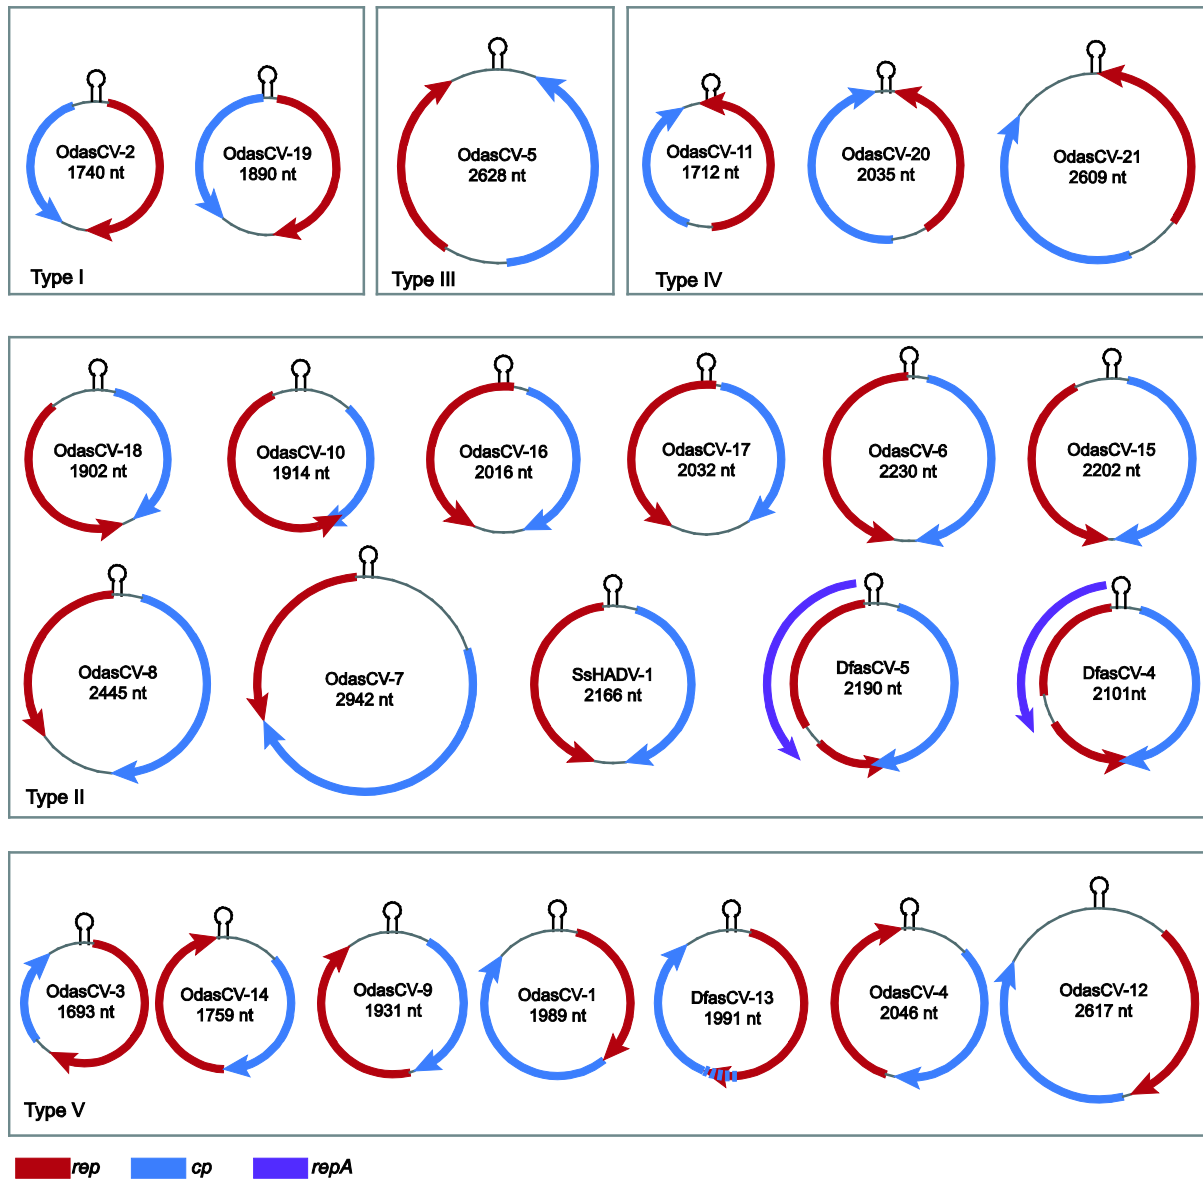 OdasCV-2
1740 nt
OdasCV-19
1890 nt
Type I
OdasCV-5
2628 nt
Type III
OdasCV-11
1712 nt
OdasCV-20
2035 nt
OdasCV-21
2609 nt
Type IV
OdasCV-18
1902 nt
OdasCV-10
1914 nt
OdasCV-16
2016 nt
OdasCV-17
2032 nt
OdasCV-6
2230 nt
OdasCV-15
2202 nt
OdasCV-8
2445 nt
OdasCV-7
2942 nt
SsHADV-1
2166 nt
DfasCV-5
2190 nt
DfasCV-4
2101nt
Type II
OdasCV-3
1693 nt
OdasCV-14
1759 nt
OdasCV-9
1931 nt
OdasCV-1
1989 nt
DfasCV-13
1991 nt
OdasCV-4
2046 nt
OdasCV-12
2617 nt
Type V
rep
cp
repA